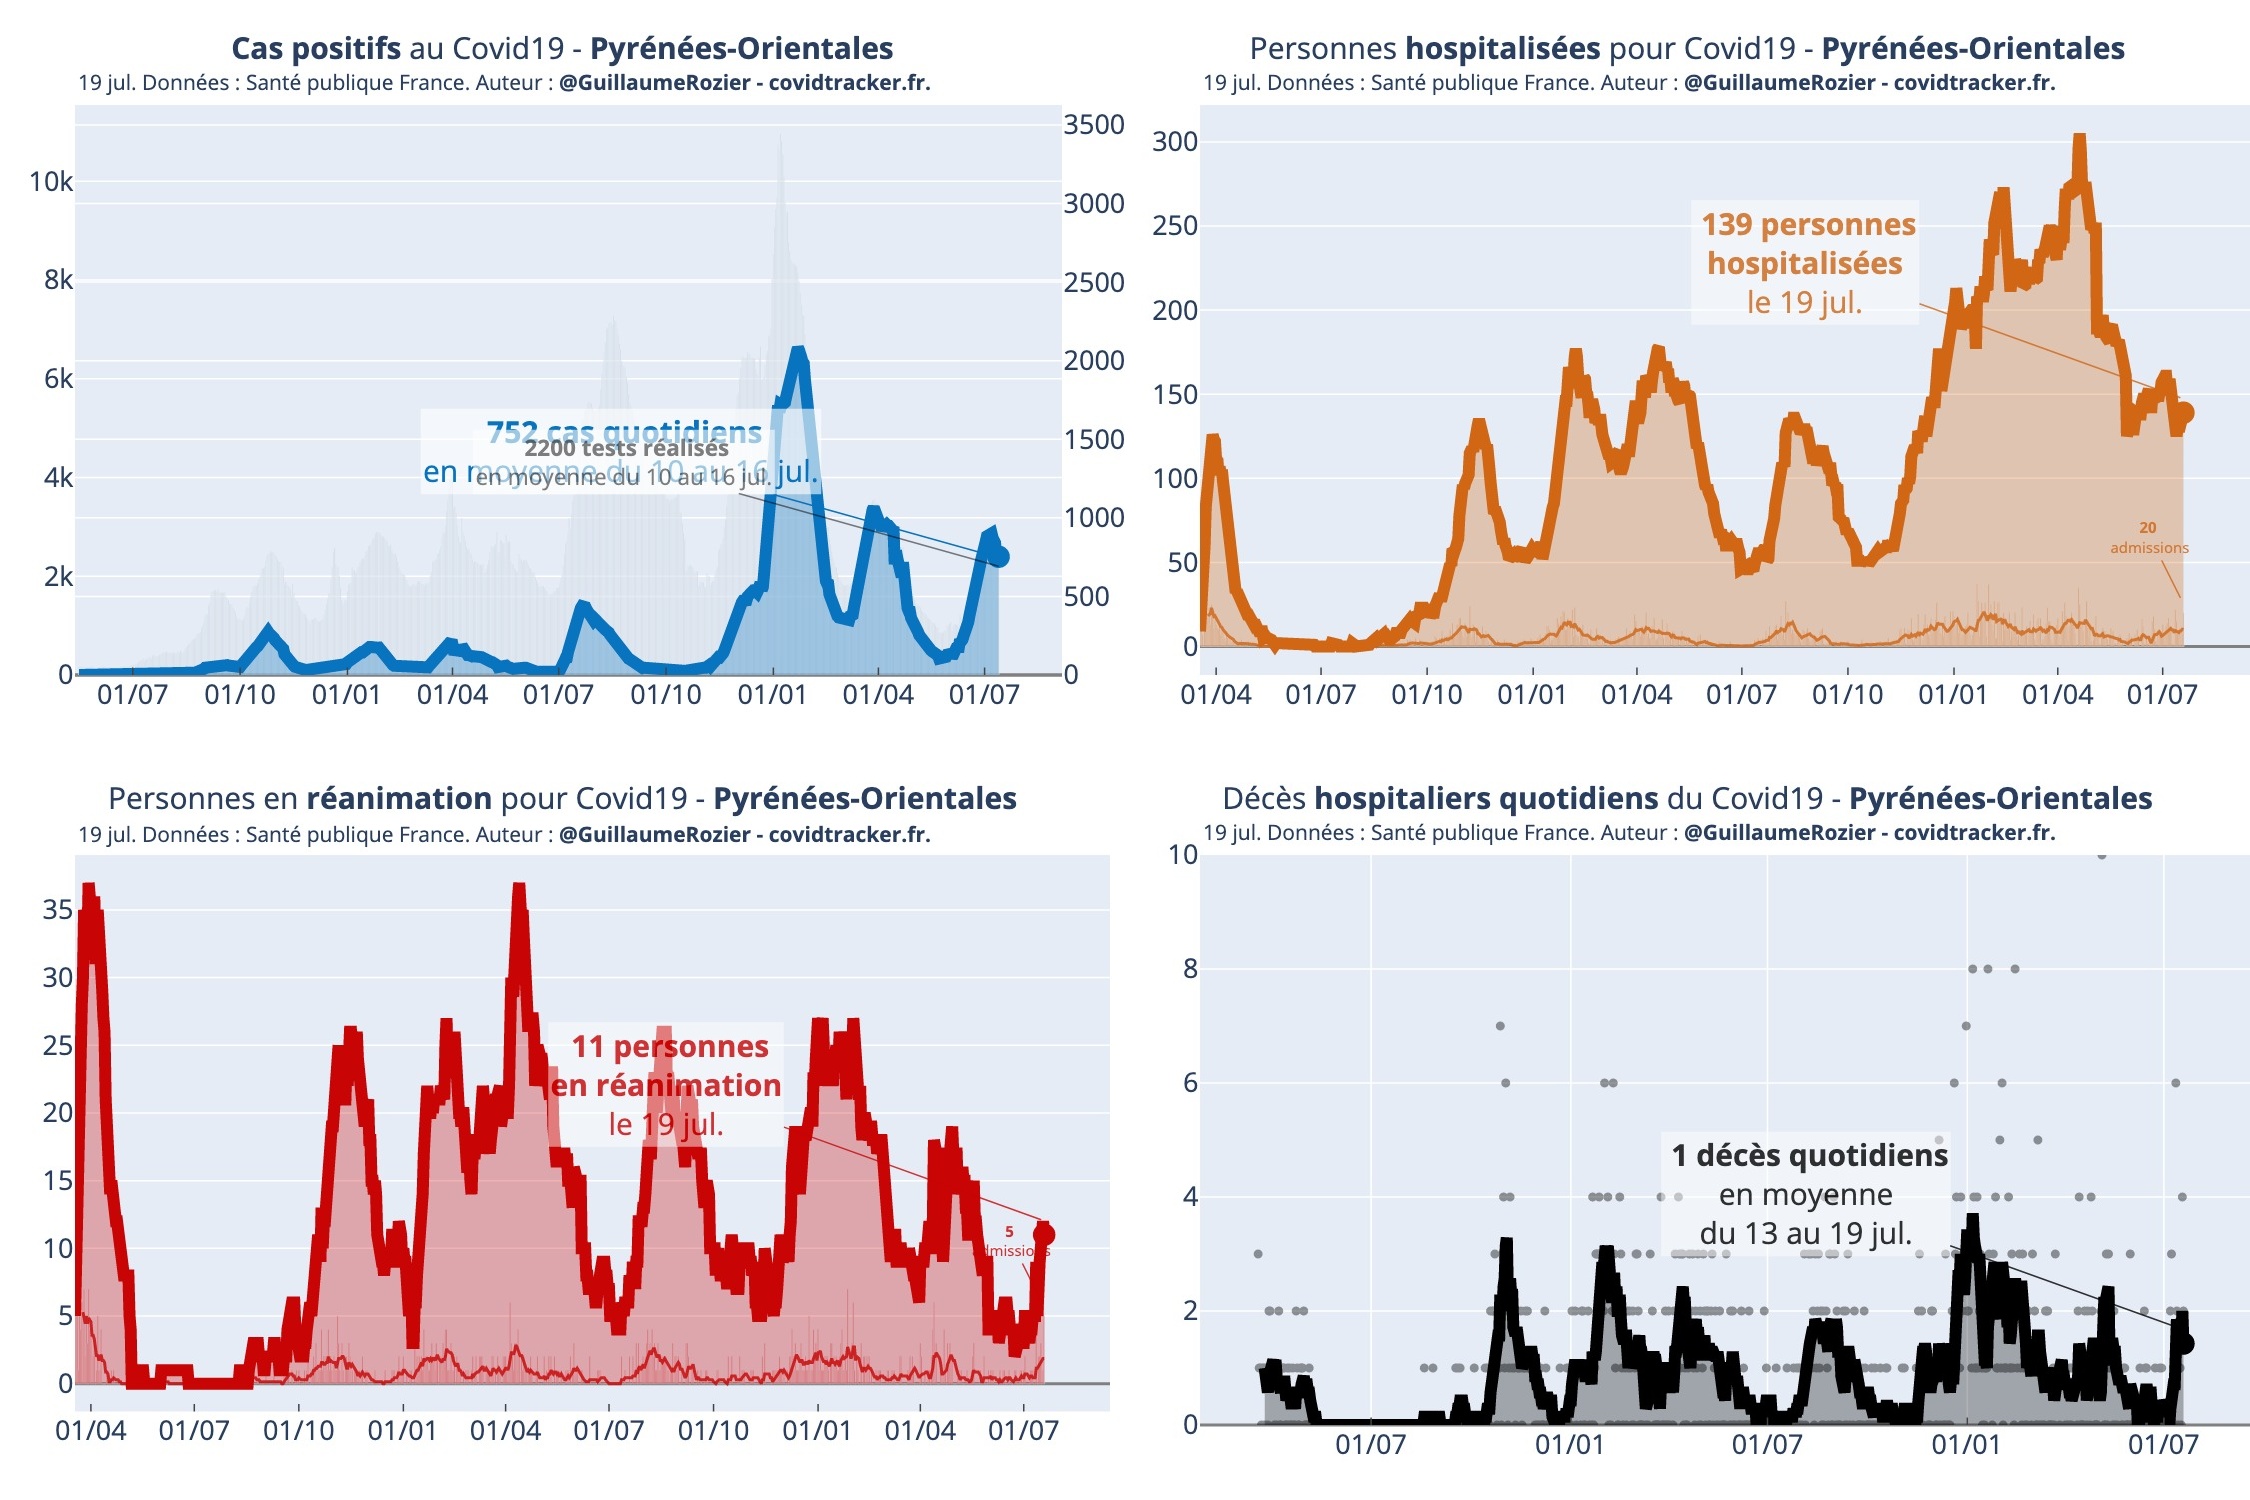 Cas positifs au Covid19 - Pyrénées-Orientales
19 jul. Données : Santé publique France. Auteur : @GuillaumeRozier - covidtracker.fr.
10k
8k
6k
4k
2k
0
3500
3000
2500
2000
1500
1000
500
0
752 cas quotidiens
en moyenne du 10 au 16 jul.
2200 tests réalisés
en moyenne du 10 au 16 jul.
01/07 01/10 01/01 01/04 01/07 01/10 01/01 01/04 01/07
Personnes hospitalisées pour Covid19 - Pyrénées-Orientales
19 jul. Données : Santé publique France. Auteur : @GuillaumeRozier - covidtracker.fr.
300
250
200
150
100
50
0
139 personnes
hospitalisées
le 19 jul.
20
admissions
01/04 01/07 01/10 01/01 01/04 01/07 01/10 01/01 01/04 01/07
Personnes en réanimation pour Covid19 - Pyrénées-Orientales
19 jul. Données : Santé publique France. Auteur : @GuillaumeRozier - covidtracker.fr.
35
30
25
20
15
10
5
0
11 personnes
en réanimation
le 19 jul.
5
admissions
01/04 01/07 01/10 01/01 01/04 01/07 01/10 01/01 01/04 01/07
Décès hospitaliers quotidiens du Covid19 - Pyrénées-Orientales
19 jul. Données : Santé publique France. Auteur : @GuillaumeRozier - covidtracker.fr.
10
8
6
4
2
0
1 décès quotidiens
en moyenne
du 13 au 19 jul.
01/07 01/01 01/07 01/01 01/07